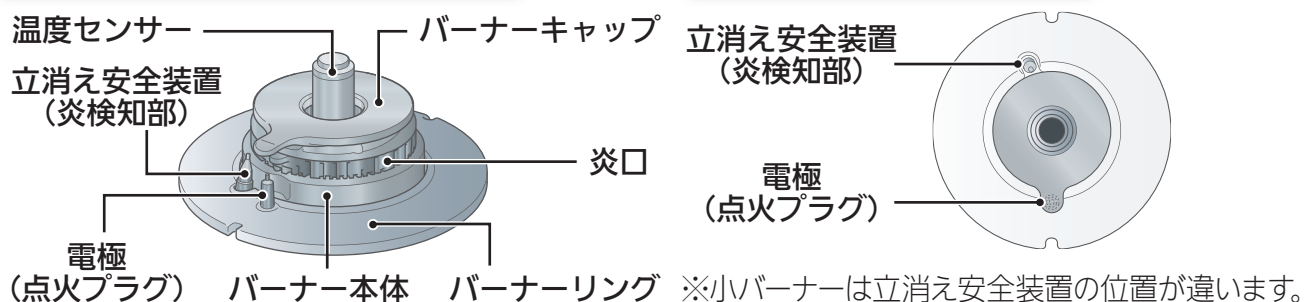 温度センサー
バーナーキャップ
立消え安全装置
（炎検知部）
炎口
電極
（点火プラグ）
バーナー本体
バーナーリング
立消え安全装置
（炎検知部）
電極
（点火プラグ）
※小バーナーは立消え安全装置の位置が違います。